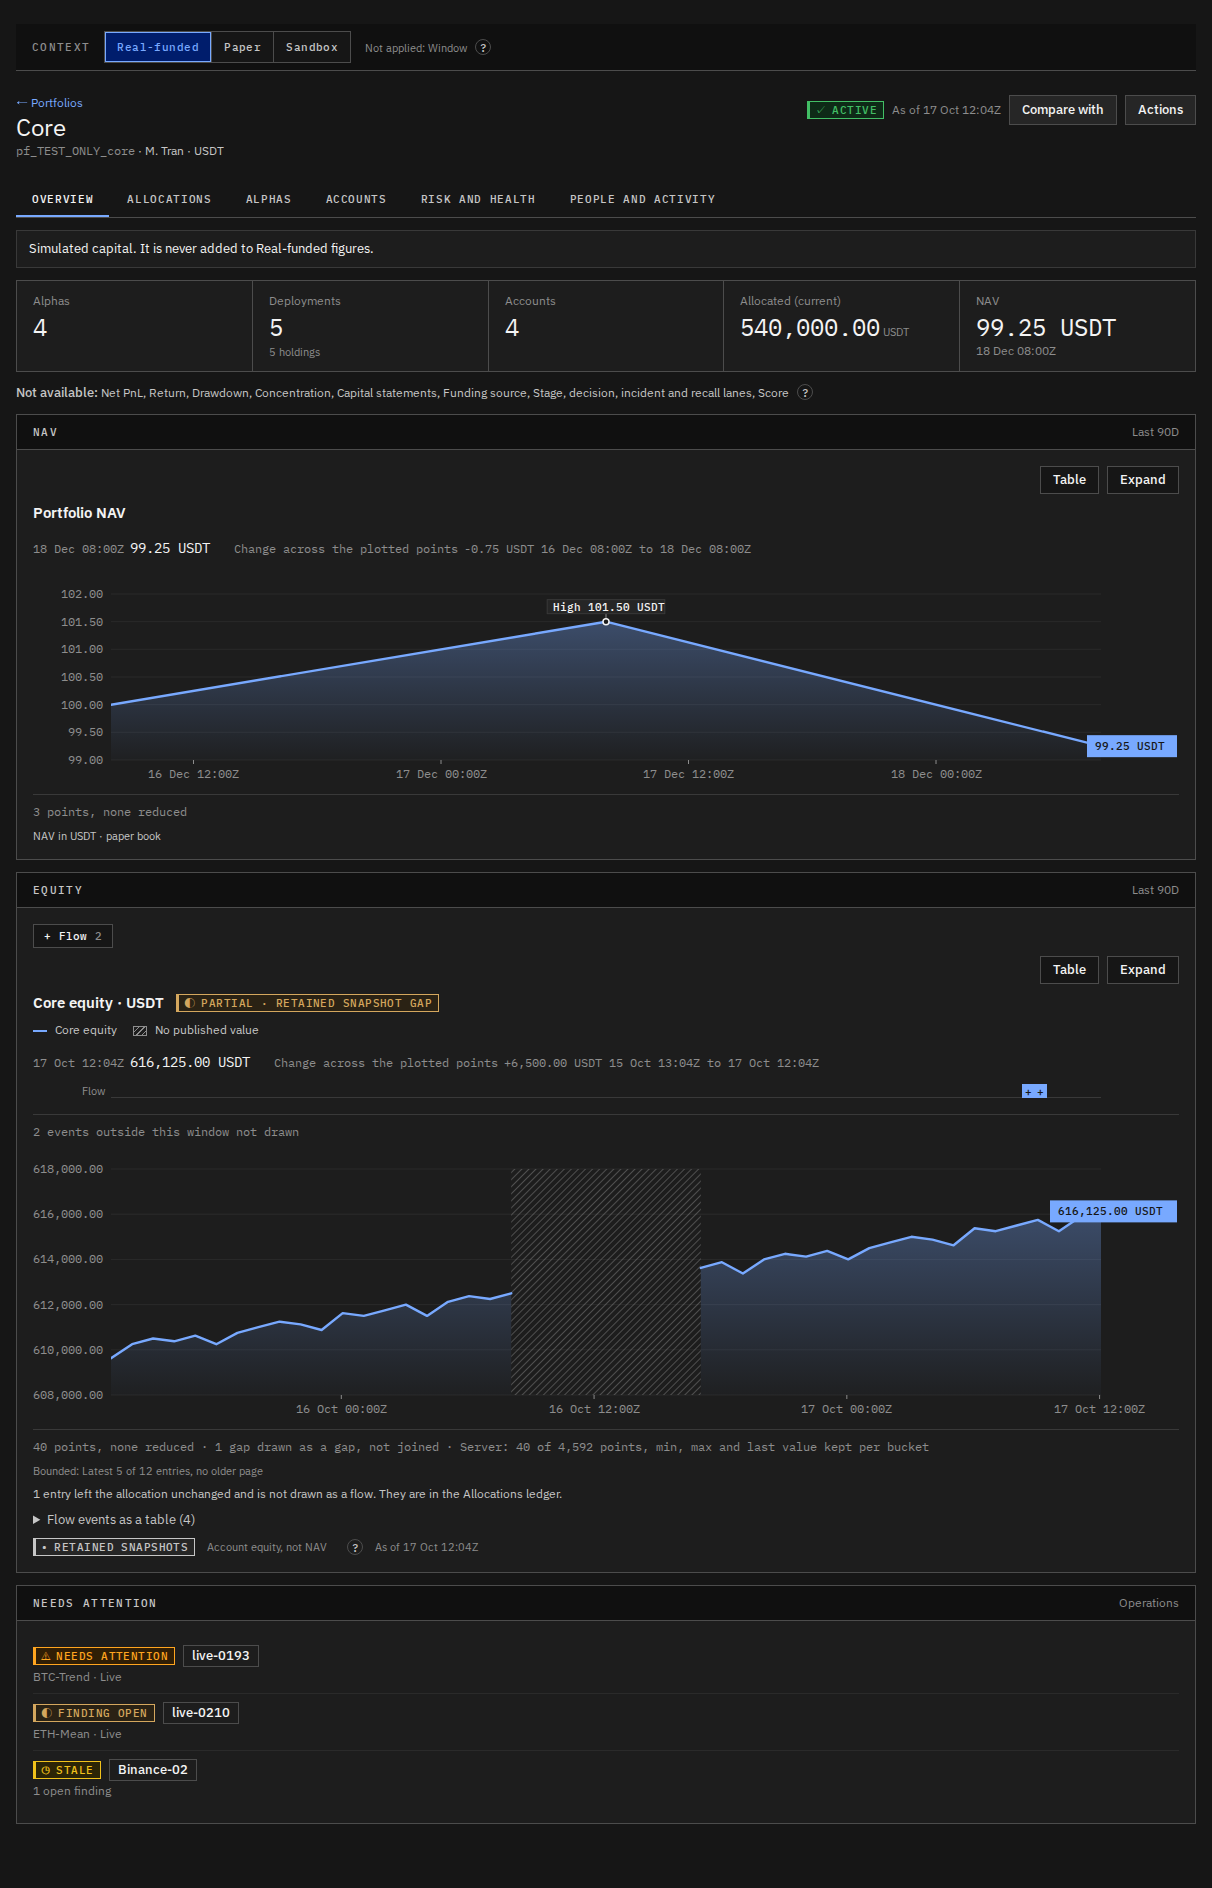 CONTEXT Real-funded Paper Sandbox Not applied: Window ?
← Portfolios
Core
pf_TEST_ONLY_core · M. Tran · USDT
✓ ACTIVE As of 17 Oct 12:04Z Compare with Actions
OVERVIEW ALLOCATIONS ALPHAS ACCOUNTS RISK AND HEALTH PEOPLE AND ACTIVITY
Simulated capital. It is never added to Real-funded figures.
Alphas
4
Deployments
5
5 holdings
Accounts
4
Allocated (current)
540,000.00 USDT
NAV
99.25 USDT
18 Dec 08:00Z
Not available: Net PnL, Return, Drawdown, Concentration, Capital statements, Funding source, Stage, decision, incident and recall lanes, Score ?
NAV Last 90D
Table Expand
Portfolio NAV
18 Dec 08:00Z 99.25 USDT Change across the plotted points -0.75 USDT 16 Dec 08:00Z to 18 Dec 08:00Z
102.00
High 101.50 USDT
101.50
101.00
100.50
100.00
99.50
99.25 USDT
99.00
16 Dec 12:00Z 17 Dec 00:00Z 17 Dec 12:00Z 18 Dec 00:00Z
3 points, none reduced
NAV in USDT · paper book
EQUITY Last 90D
+ Flow 2
Table Expand
Core equity · USDT PARTIAL · RETAINED SNAPSHOT GAP
Core equity No published value
17 Oct 12:04Z 616,125.00 USDT Change across the plotted points +6,500.00 USDT 15 Oct 13:04Z to 17 Oct 12:04Z
Flow + +
2 events outside this window not drawn
618,000.00
616,000.00
616,125.00 USDT
614,000.00
612,000.00
610,000.00
608,000.00
16 Oct 00:00Z 16 Oct 12:00Z 17 Oct 00:00Z 17 Oct 12:00Z
40 points, none reduced · 1 gap drawn as a gap, not joined · Server: 40 of 4,592 points, min, max and last value kept per bucket
Bounded: Latest 5 of 12 entries, no older page
1 entry left the allocation unchanged and is not drawn as a flow. They are in the Allocations ledger.
▶ Flow events as a table (4)
• RETAINED SNAPSHOTS Account equity, not NAV ? As of 17 Oct 12:04Z
NEEDS ATTENTION Operations
⚠ NEEDS ATTENTION live-0193
BTC-Trend · Live
FINDING OPEN live-0210
ETH-Mean · Live
STALE Binance-02
1 open finding